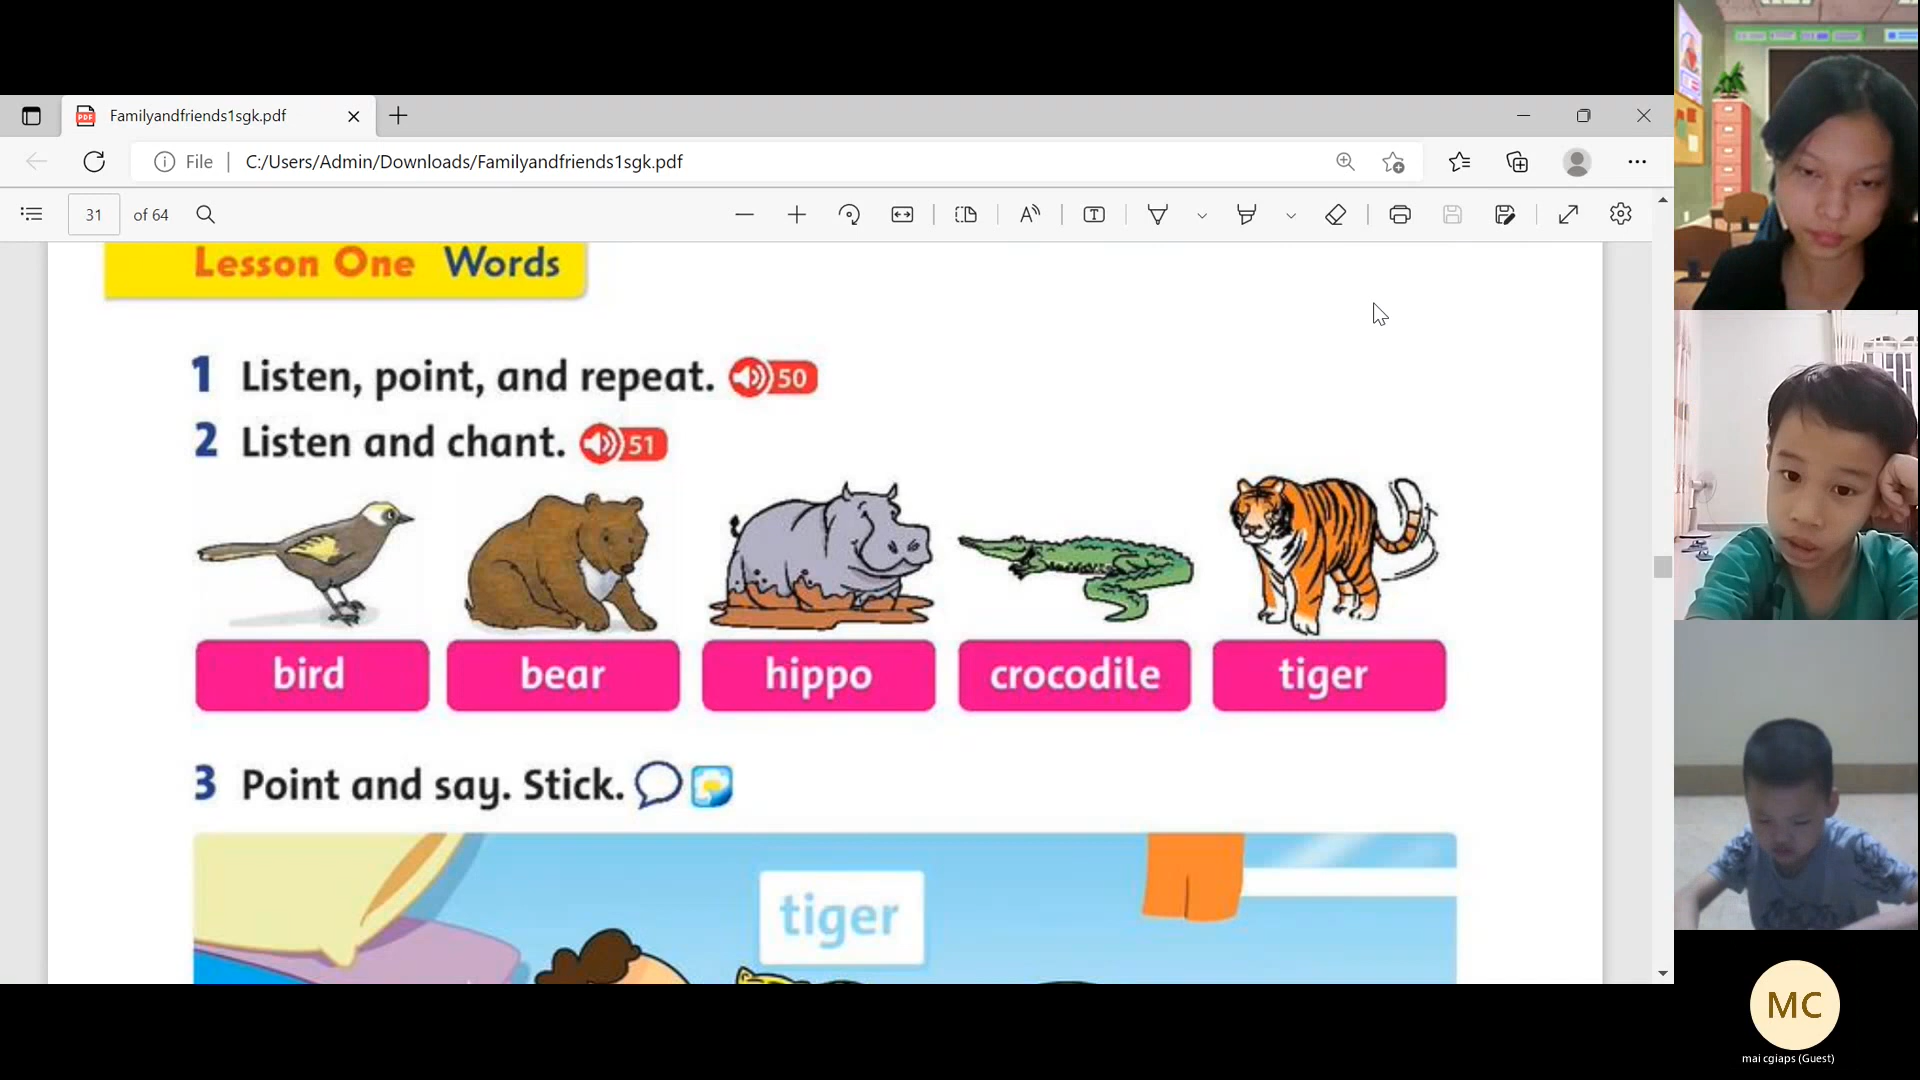 Familyandfriends1sgk.pdf
File | C:/Users/Admin/Downloads/Familyandfriends1sgk.pdf
31 of 64
Lesson One Words
1 Listen, point, and repeat. 50
2 Listen and chant. 51
bird bear hippo crocodile tiger
3 Point and say. Stick.
tiger
MC
mai cgiaps (Guest)